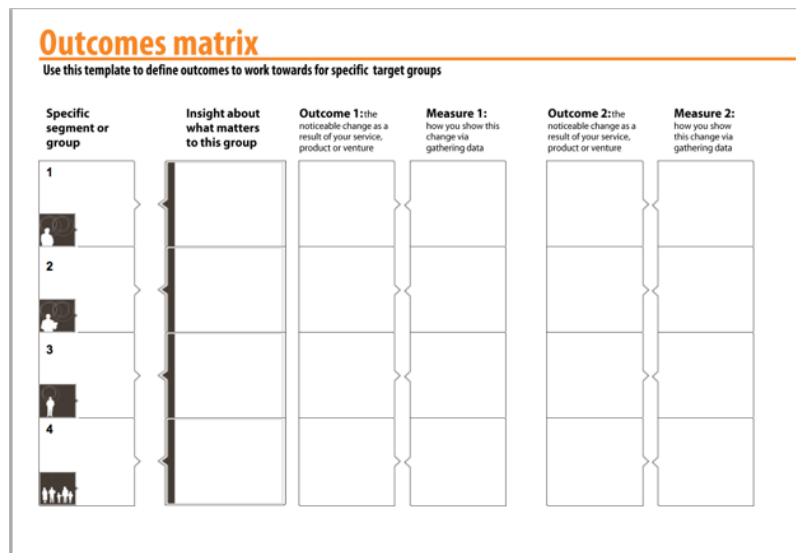 Outcomes matrix
Use this template to define outcomes to work towards for specific target groups
Specific
segment or
group
Insight about
what matters
to this group
Outcome 1: the
noticeable change as a
result of your service,
product or venture
Measure 1:
how you show this
change via
gathering data
Outcome 2: the
noticeable change as a
result of your service,
product or venture
Measure 2:
how you show
this change via
gathering data
1
2
3
4